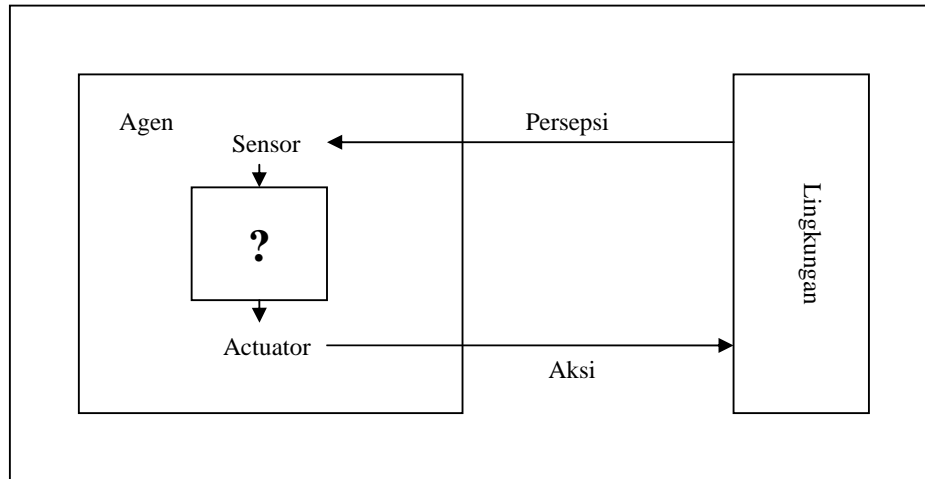 Agen
Persepsi
Sensor
?
Lingkungan
Actuator
Aksi